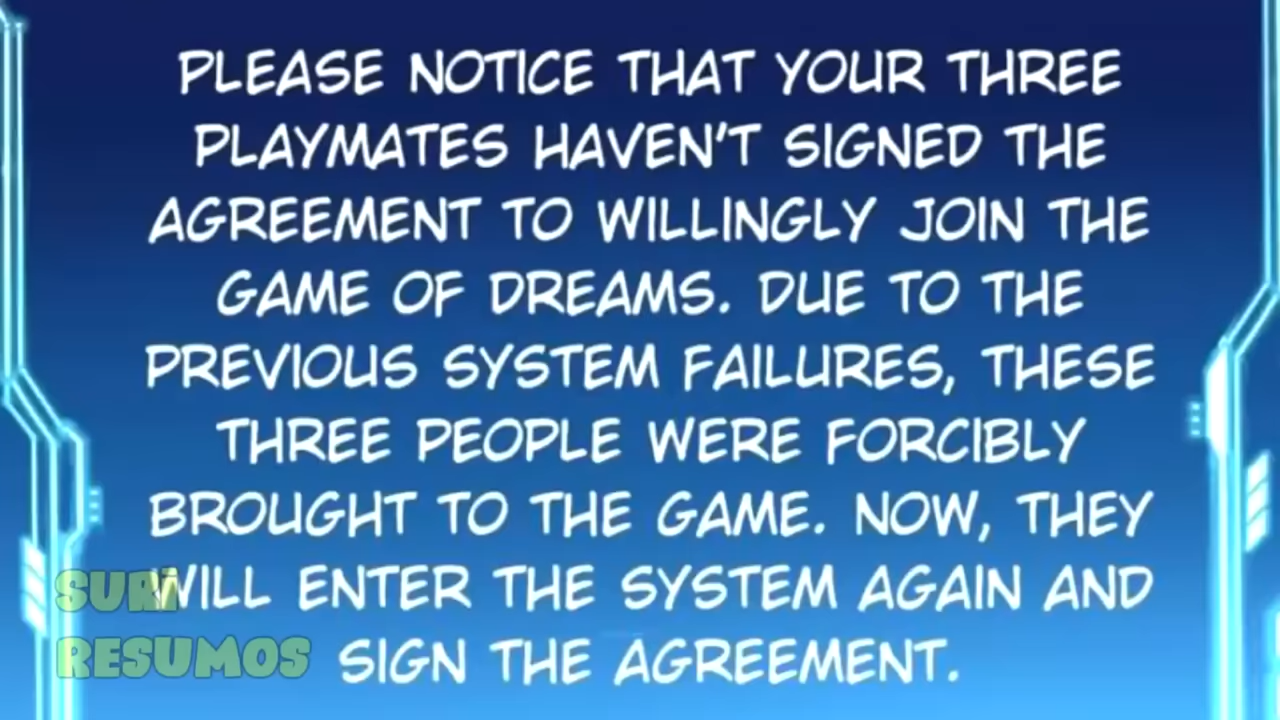 PLEASE NOTICE THAT YOUR THREE
PLAYMATES HAVEN'T SIGNED THE
AGREEMENT TO WILLINGLY JOIN THE
GAME OF DREAMS. DUE TO THE
PREVIOUS SYSTEM FAILURES, THESE
THREE PEOPLE WERE FORCIBLY
BROUGHT TO THE GAME. NOW, THEY
WILL ENTER THE SYSTEM AGAIN AND
SIGN THE AGREEMENT.
SURI
RESUMOS